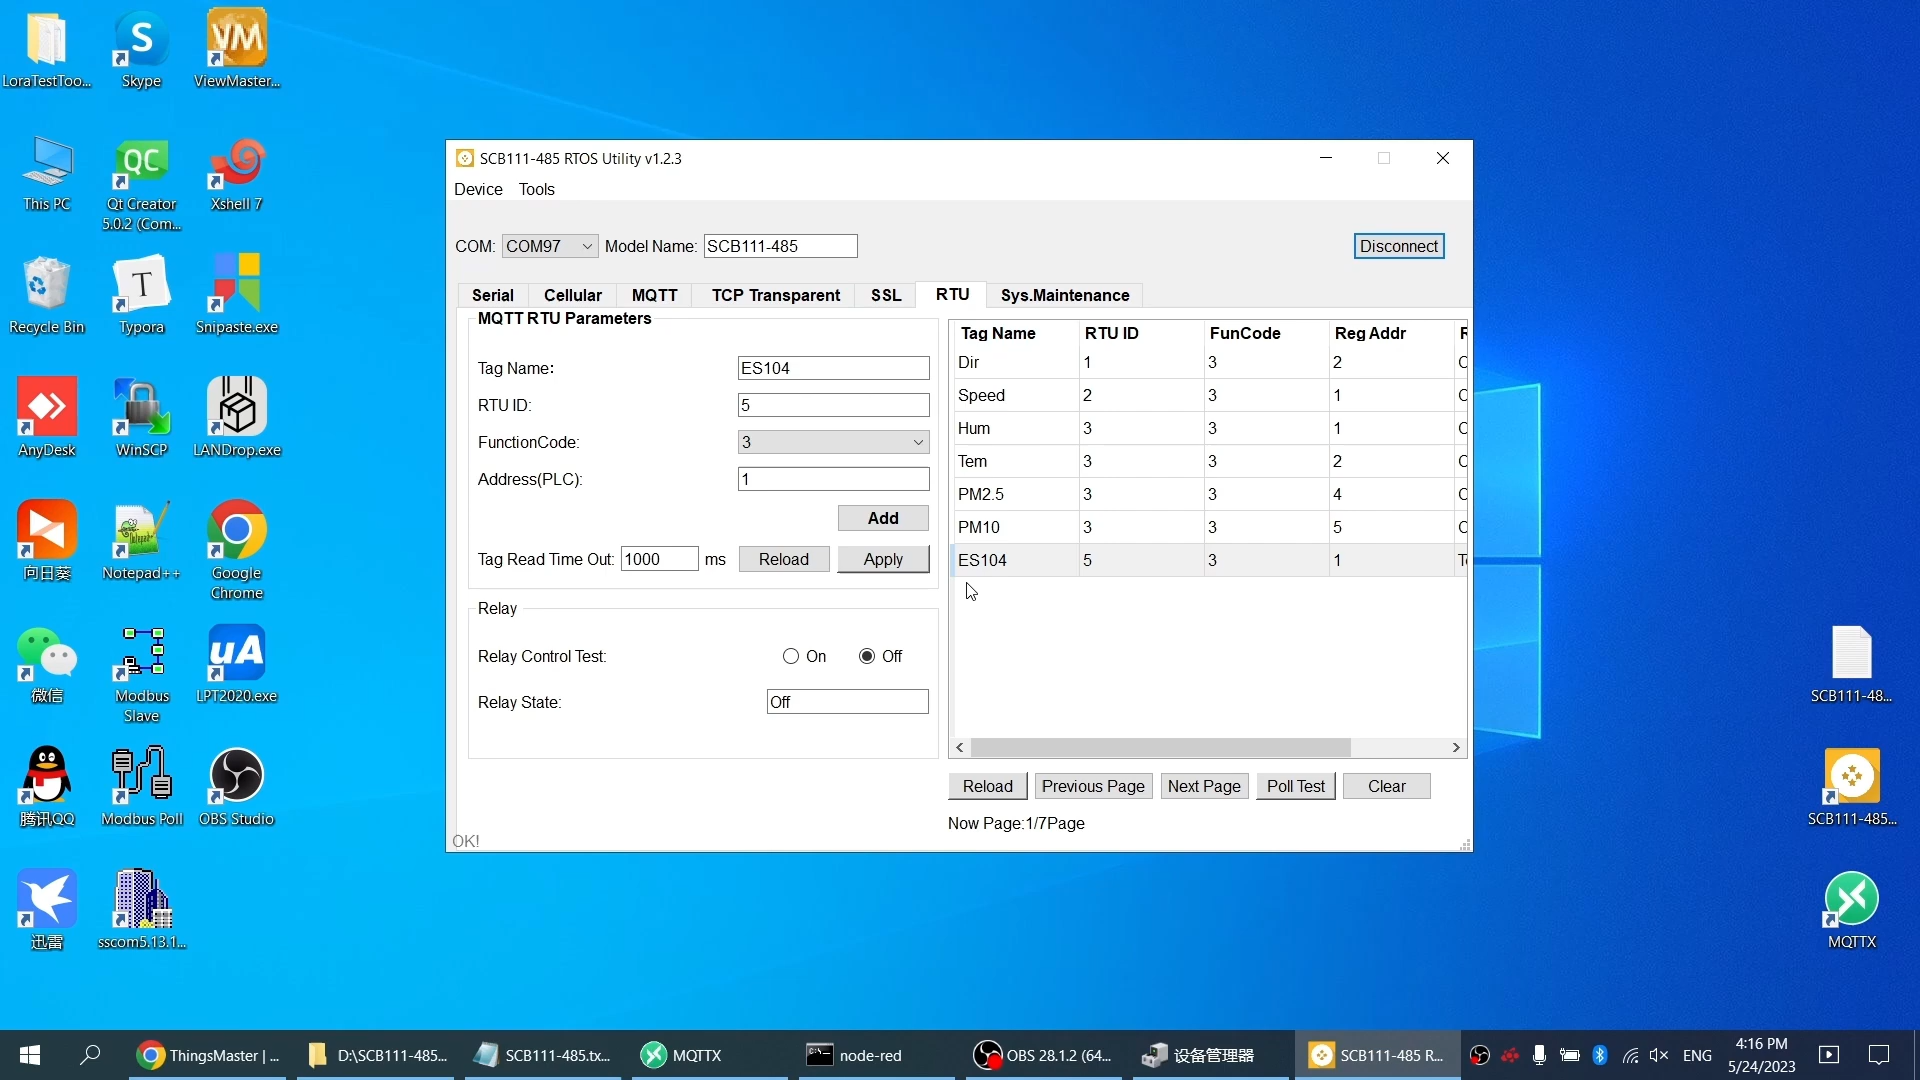 LoraTestToo...
Skype
ViewMaster...
This PC
Qt Creator
5.0.2 (Com...
Xshell 7
Recycle Bin
Typora
Snipaste.exe
AnyDesk
WinSCP
LANDrop.exe
向日葵
Notepad++
Google
Chrome
微信
Modbus
Slave
LPT2020.exe
腾讯QQ
Modbus Poll
OBS Studio
迅雷
sscom5.13.1...
SCB111-485 RTOS Utility v1.2.3
Device Tools
COM: COM97 Model Name: SCB111-485 Disconnect
Serial Cellular MQTT TCP Transparent SSL RTU Sys.Maintenance
MQTT RTU Parameters
Tag Name: ES104
RTU ID: 5
FunctionCode: 3
Address(PLC): 1
Add
Tag Read Time Out: 1000 ms Reload Apply
Relay
Relay Control Test: On Off
Relay State: Off
Tag Name RTU ID FunCode Reg Addr
Dir 1 3 2
Speed 2 3 1
Hum 3 3 1
Tem 3 3 2
PM2.5 3 3 4
PM10 3 3 5
ES104 5 3 1
Reload Previous Page Next Page Poll Test Clear
Now Page:1/7Page
OK!
SCB111-48...
SCB111-485...
MQTTX
ThingsMaster | ...
D:\SCB111-485...
SCB111-485.tx...
MQTTX
node-red
OBS 28.1.2 (64...
设备管理器
SCB111-485 R...
ENG
4:16 PM
5/24/2023